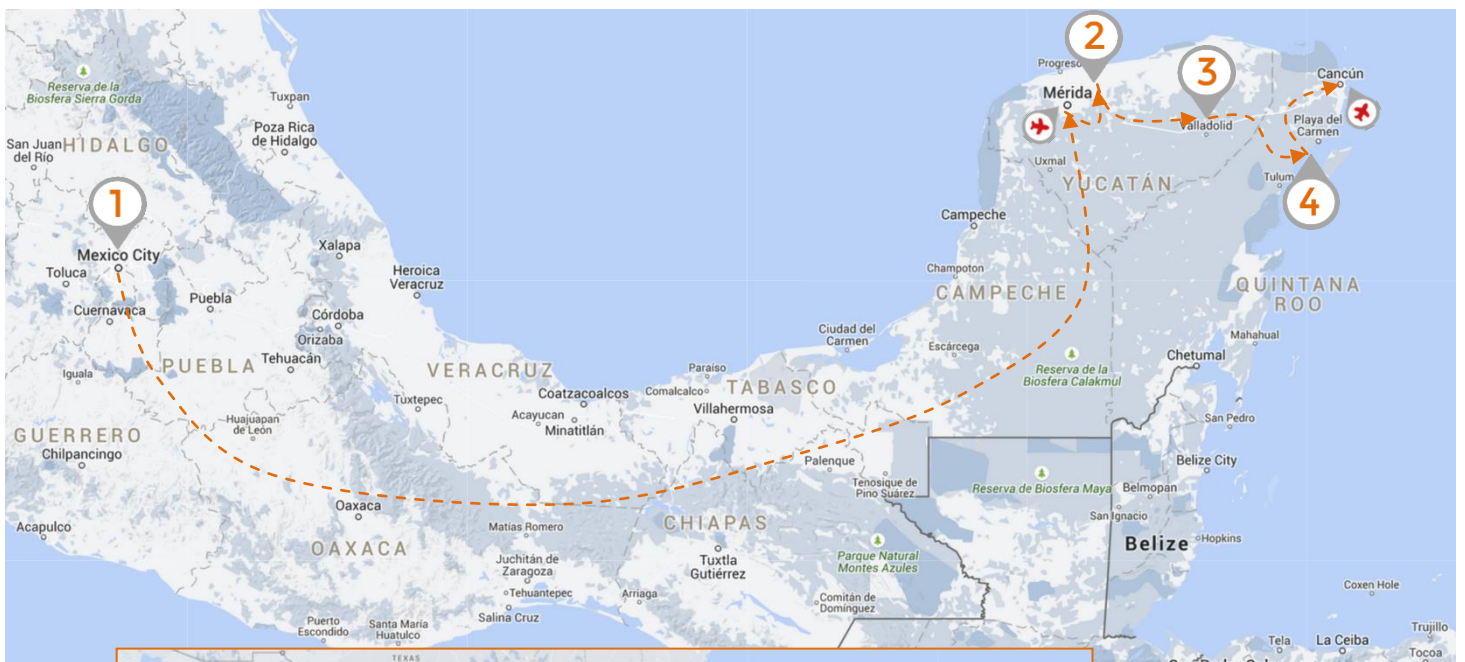 2
Progreso
3
Cancún
Reserva de la
Biosfera Sierra Gorda
Tuxpan
Mérida
Poza Rica
de Hidalgo
Valladolid
Playa del
Carmen
San Juan
del Río
HIDALGO
Uxmal
YUCATÁN
Tulum
4
1
Campeche
Mexico City
Xalapa
Toluca
Heroica
Veracruz
Champoton
CAMPECHE
QUINTANA
ROO
Puebla
Cuernavaca
Córdoba
Orizaba
Ciudad del
Carmen
Mahahual
Escárcega
Chetumal
PUEBLA
Tehuacán
VERACRUZ
Iguala
Paraíso
Comalcalco
TABASCO
Reserva de la
Biosfera Calakmul
Coatzacoalcos
Tuxtepec
Villahermosa
Acayucan
Minatitlán
San Pedro
Huajuapan
de León
GUERRERO
Chilpancingo
Palenque
Belize City
Tenosique de
Pino Suárez
Reserva de Biosfera Maya
Belmopan
Oaxaca
San Ignacio
Acapulco
Matías Romero
CHIAPAS
Belize
Hopkins
OAXACA
Juchitán de
Zaragoza
Tuxtla
Gutiérrez
Parque Natural
Montes Azules
Tehuantepec
Arriaga
Comitán de
Domínguez
Coxen Hole
Salina Cruz
Puerto
Escondido
Santa María
Huatulco
Trujillo
Tela
La Ceiba
Tocoa
TEXAS